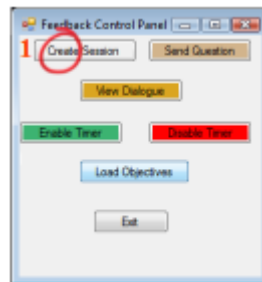 Feedback Control Panel
1 Create Session Send Question
View Dialogue
Enable Timer Disable Timer
Load Objectives
Exit